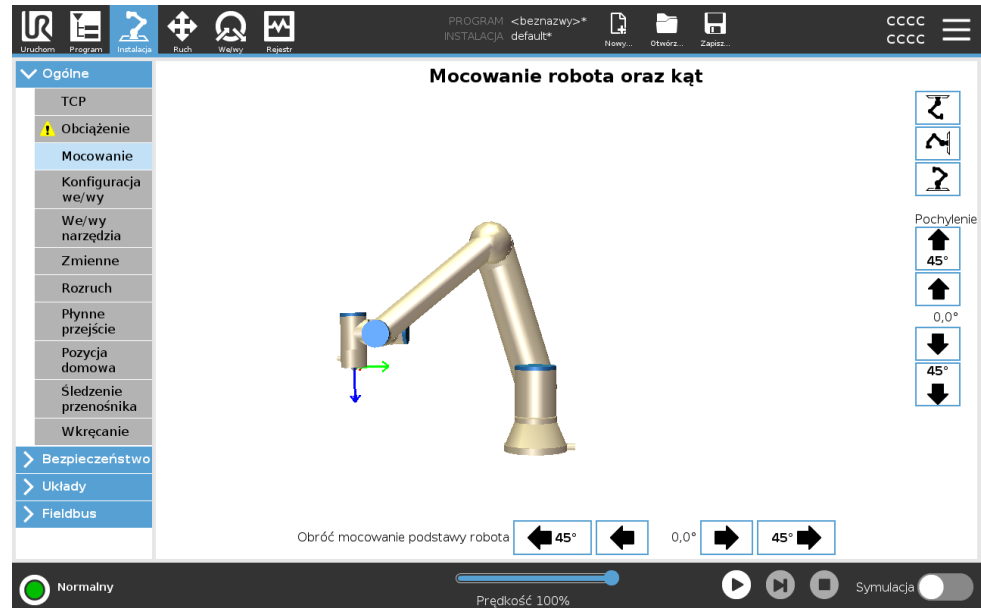 PROGRAM <beznazwy>*
INSTALACJA default*
CCCC
CCCC
Uruchom Program Instalacja Ruch We/wy Rejestr Nowy... Otwórz... Zapisz...
Ogólne
TCP
Obciążenie
Mocowanie
Konfiguracja
we/wy
We/wy
narzędzia
Zmienne
Rozruch
Płynne
przejście
Pozycja
domowa
Śledzenie
przenośnika
Wkręcanie
Bezpieczeństwo
Układy
Fieldbus
Mocowanie robota oraz kąt
Pochylenie
45°
0,0°
45°
Obróć mocowanie podstawy robota 45° 0,0° 45°
Normalny
Prędkość 100%
Symulacja